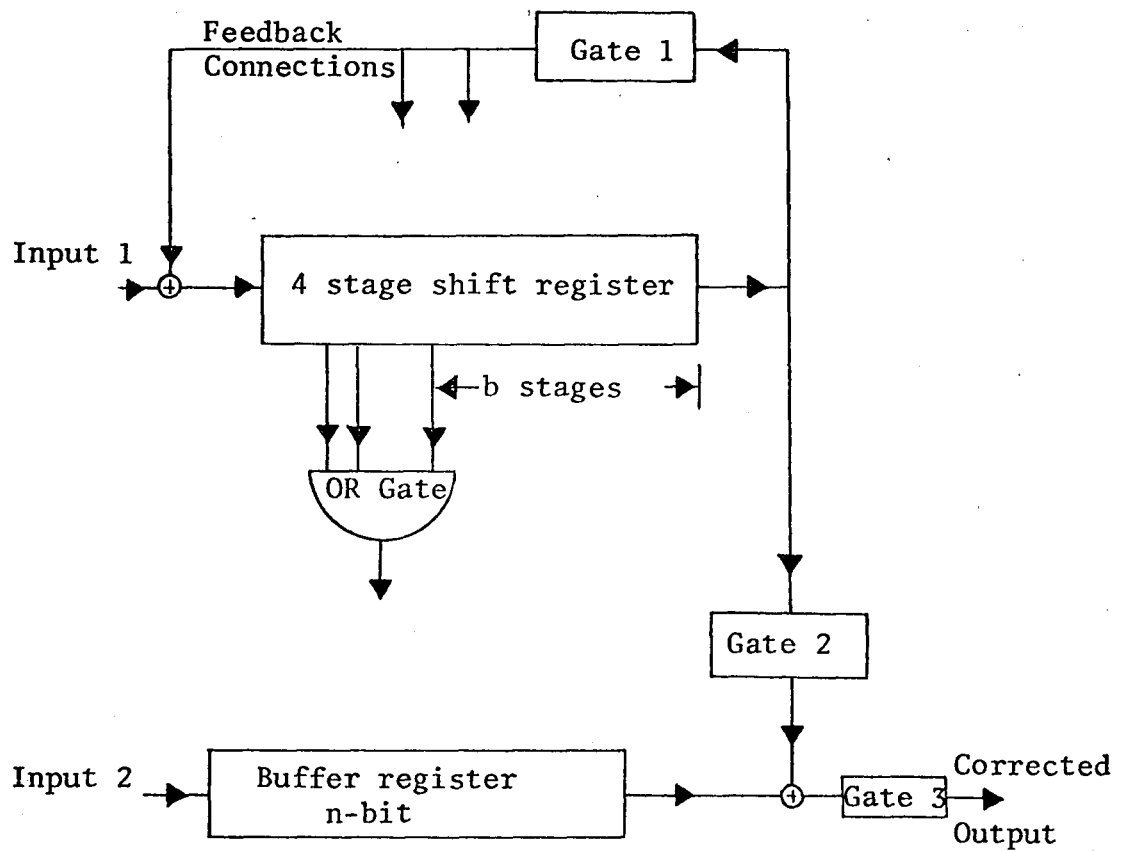 Feedback
Connections
Gate 1
Input 1
+
4 stage shift register
b stages
OR Gate
Gate 2
Input 2
Buffer register
n-bit
+
Gate 3
Corrected
Output